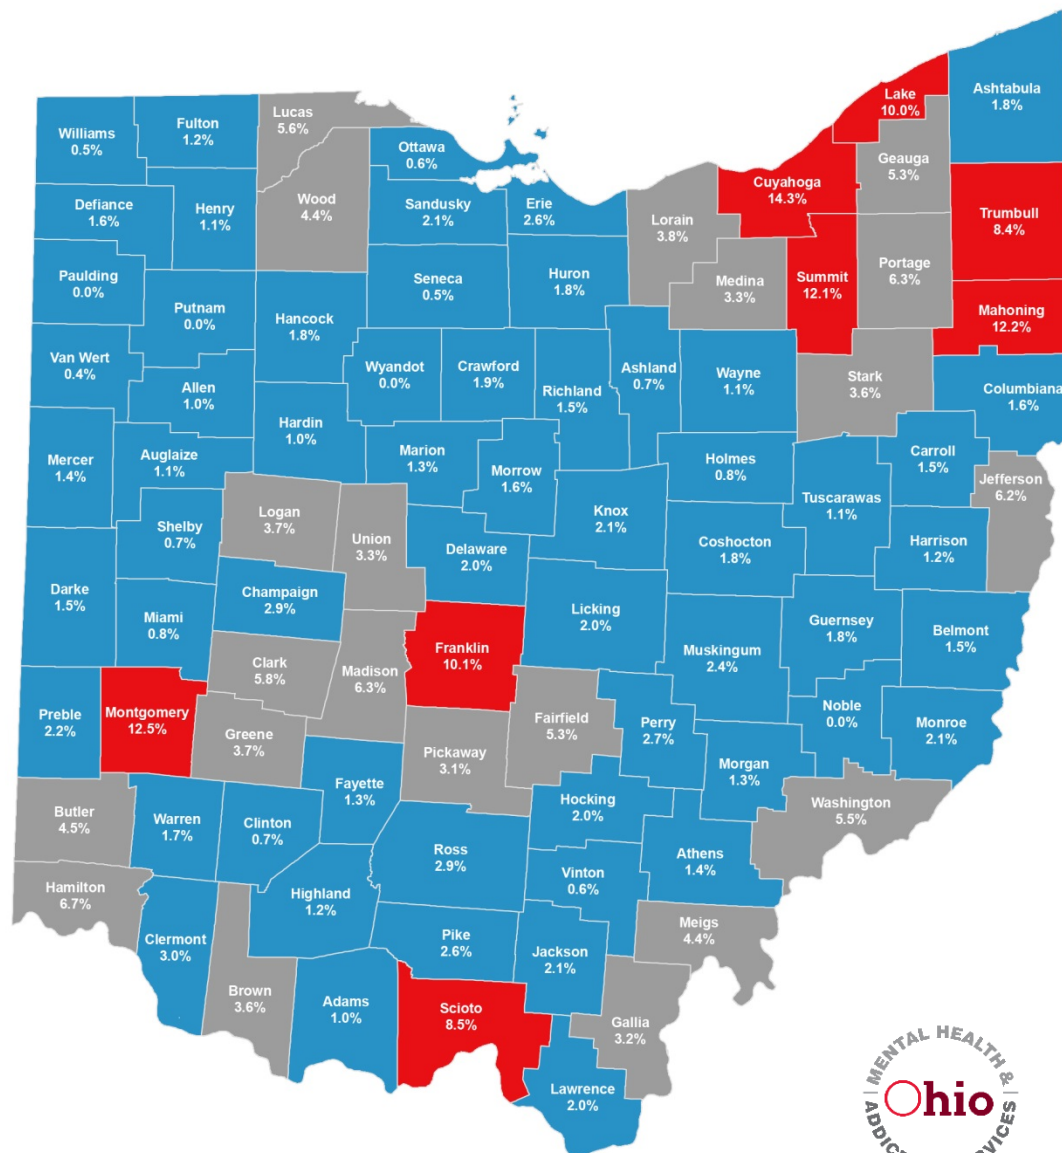 Lake
10.0%
Ashtabula
1.8%
Lucas
5.6%
Williams
0.5%
Fulton
1.2%
Ottawa
0.6%
Geauga
5.3%
Cuyahoga
14.3%
Defiance
1.6%
Henry
1.1%
Wood
4.4%
Sandusky
2.1%
Erie
2.6%
Lorain
3.8%
Trumbull
8.4%
Paulding
0.0%
Putnam
0.0%
Hancock
1.8%
Seneca
0.5%
Huron
1.8%
Medina
3.3%
Summit
12.1%
Portage
6.3%
Mahoning
12.2%
Van Wert
0.4%
Allen
1.0%
Wyandot
0.0%
Crawford
1.9%
Richland
1.5%
Ashland
0.7%
Wayne
1.1%
Stark
3.6%
Columbiana
1.6%
Mercer
1.4%
Auglaize
1.1%
Hardin
1.0%
Marion
1.3%
Morrow
1.6%
Holmes
0.8%
Carroll
1.5%
Jefferson
6.2%
Shelby
0.7%
Logan
3.7%
Union
3.3%
Knox
2.1%
Tuscarawas
1.1%
Delaware
2.0%
Coshocton
1.8%
Harrison
1.2%
Darke
1.5%
Miami
0.8%
Champaign
2.9%
Licking
2.0%
Guernsey
1.8%
Belmont
1.5%
Clark
5.8%
Madison
6.3%
Franklin
10.1%
Muskingum
2.4%
Preble
2.2%
Montgomery
12.5%
Greene
3.7%
Fairfield
5.3%
Perry
2.7%
Noble
0.0%
Monroe
2.1%
Pickaway
3.1%
Morgan
1.3%
Fayette
1.3%
Hocking
2.0%
Washington
5.5%
Butler
4.5%
Warren
1.7%
Clinton
0.7%
Ross
2.9%
Vinton
0.6%
Athens
1.4%
Hamilton
6.7%
Highland
1.2%
Clermont
3.0%
Pike
2.6%
Jackson
2.1%
Meigs
4.4%
Brown
3.6%
Adams
1.0%
Scioto
8.5%
Gallia
3.2%
Lawrence
2.0%
MENTAL HEALTH &
Ohio